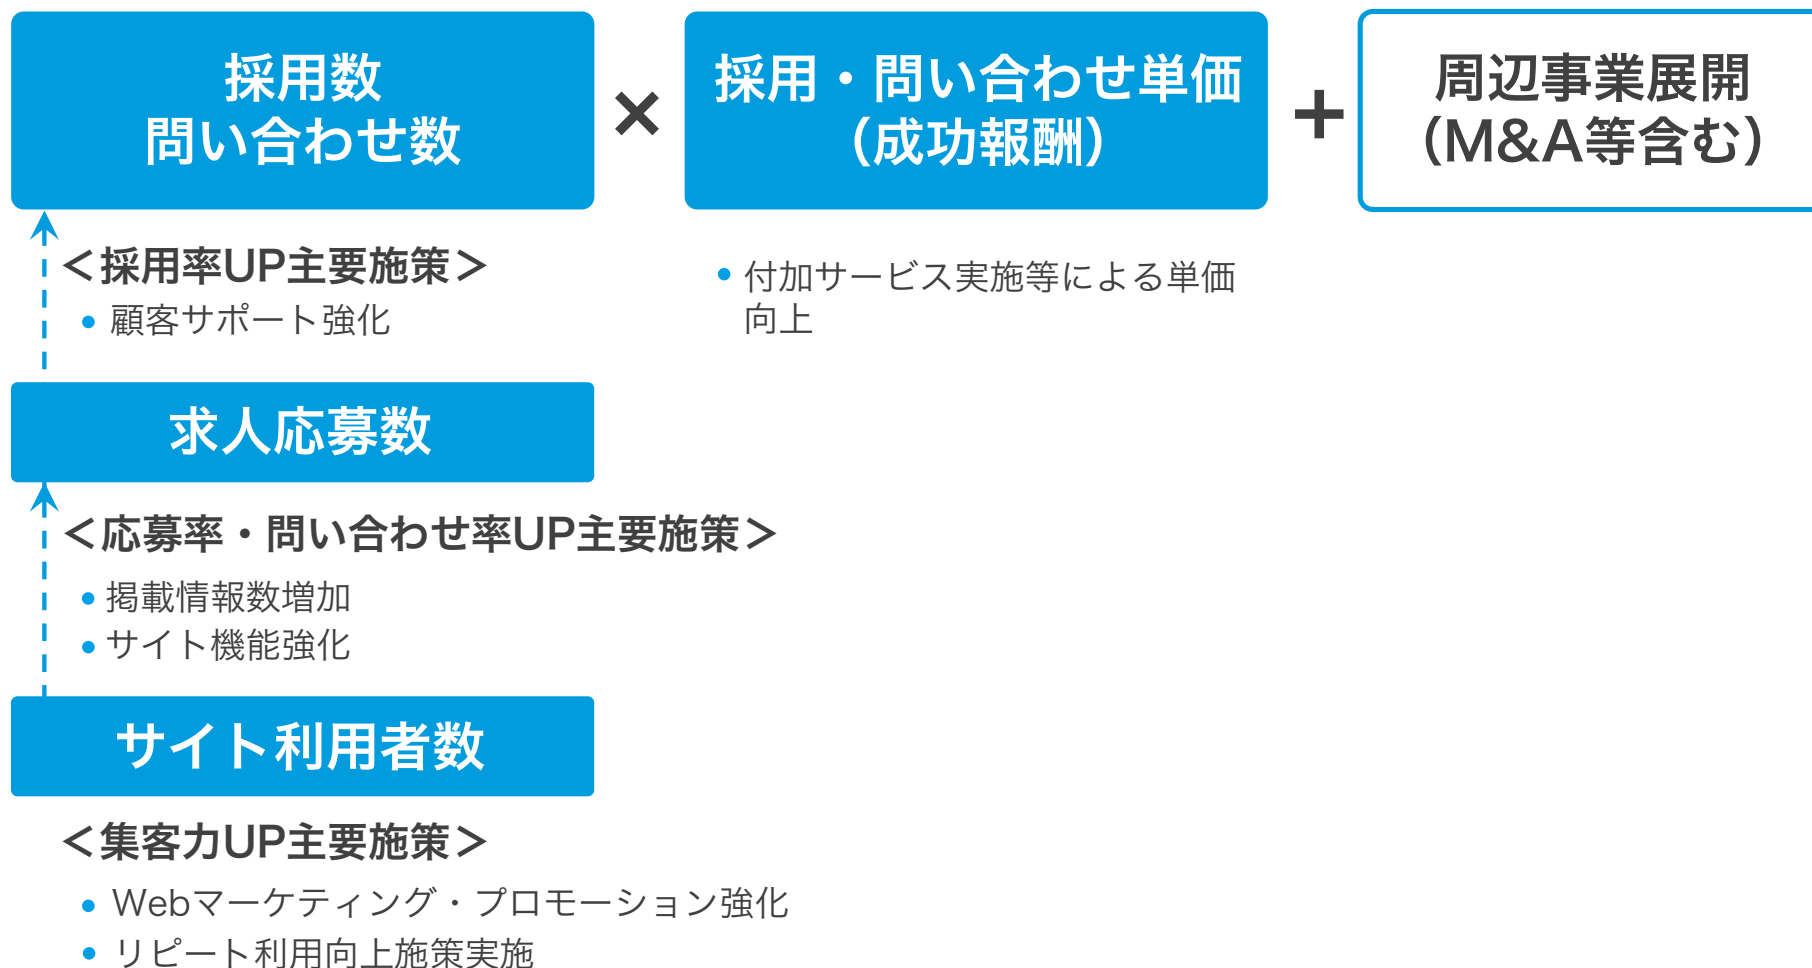 採用数
問い合わせ数
×
採用・問い合わせ単価
（成功報酬）
+
周辺事業展開
（M&A等含む）
＜採用率UP主要施策＞
• 顧客サポート強化
• 付加サービス実施等による単価
向上
求人応募数
＜応募率・問い合わせ率UP主要施策＞
• 掲載情報数増加
• サイト機能強化
サイト利用者数
＜集客力UP主要施策＞
• Webマーケティング・プロモーション強化
• リピート利用向上施策実施